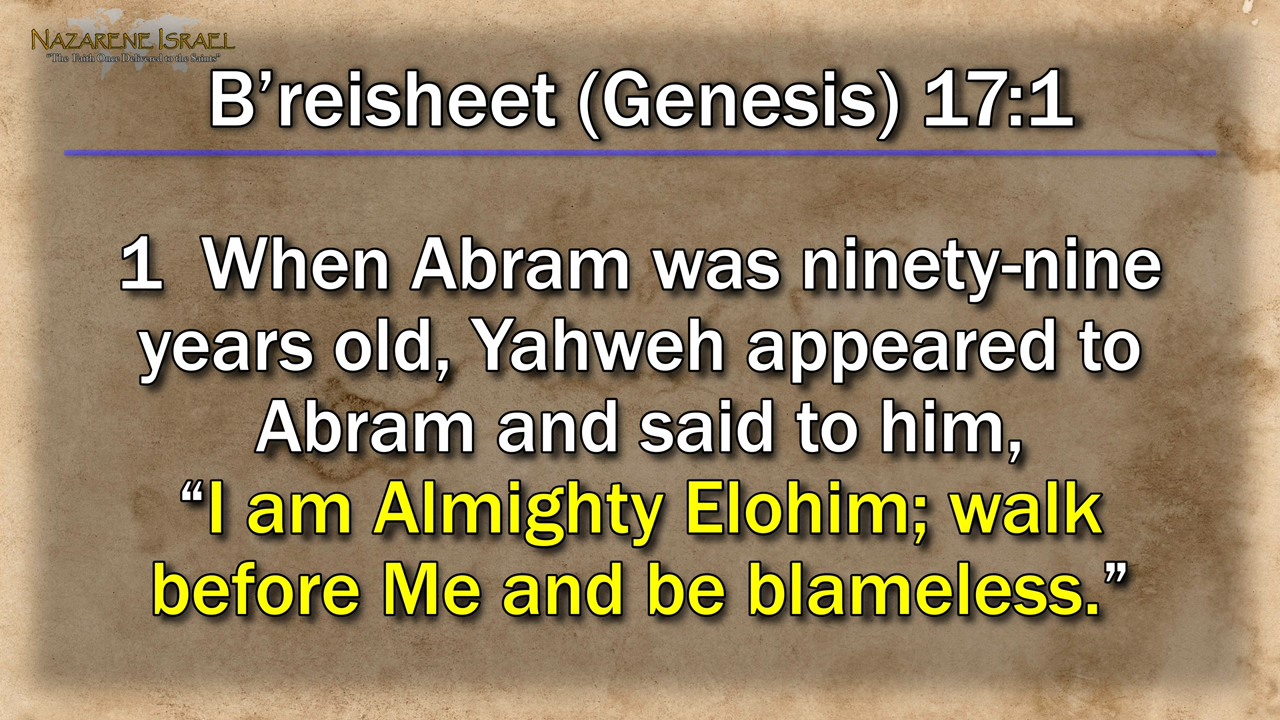 NAZARENE ISRAEL
"The Faith Once Delivered to the Saints"
B’reisheet (Genesis) 17:1
1 When Abram was ninety-nine
years old, Yahweh appeared to
Abram and said to him,
“I am Almighty Elohim; walk
before Me and be blameless.”